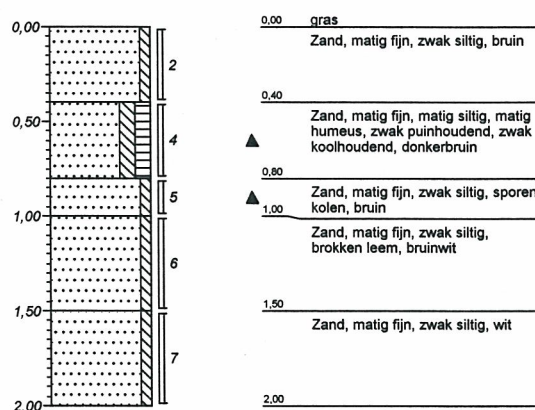 0,00
2
0,50
4
5
1,00
6
1,50
7
2,00
0,00 gras
Zand, matig fijn, zwak siltig, bruin
0,40
Zand, matig fijn, matig siltig, matig
humeus, zwak puinhoudend, zwak
koolhoudend, donkerbruin
0,80
Zand, matig fijn, zwak siltig, sporen
kolen, bruin
1,00
Zand, matig fijn, zwak siltig,
brokken leem, bruinwit
1,50
Zand, matig fijn, zwak siltig, wit
2,00